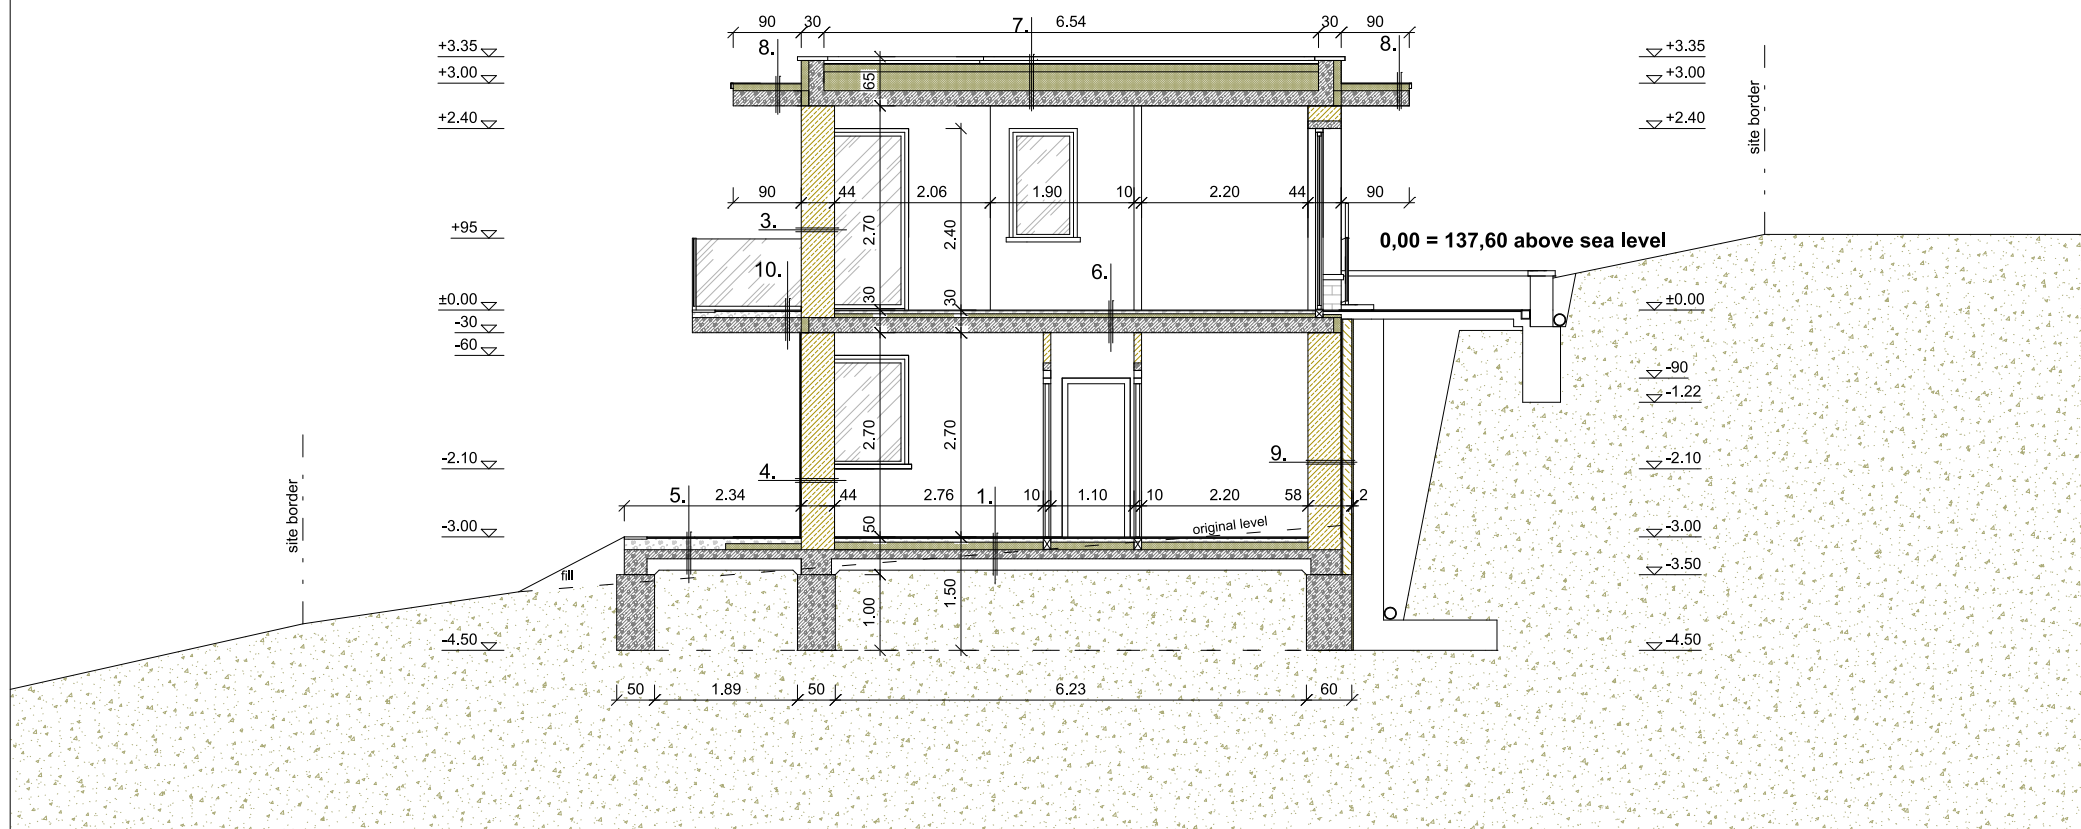 90 30 6.54 30 90
7.
8. 8.
+3.35 +3.35
+3.00 +3.00
65
+2.40 +2.40
site border
90 44 2.06 1.90 10 2.20 44 90
3.
+95
2.70 2.40
0,00 = 137,60 above sea level
10. 6.
±0.00 30 30 ±0.00
-30
-60
-90
-1.22
2.70 2.70
9.
-2.10 4. -2.10
5. 2.34 44 2.76 1. 10 1.10 10 2.20 58 2
site border
original level
-3.00 50 -3.00
fill
-3.50
1.00 1.50
-4.50 -4.50
50 1.89 50 6.23 60